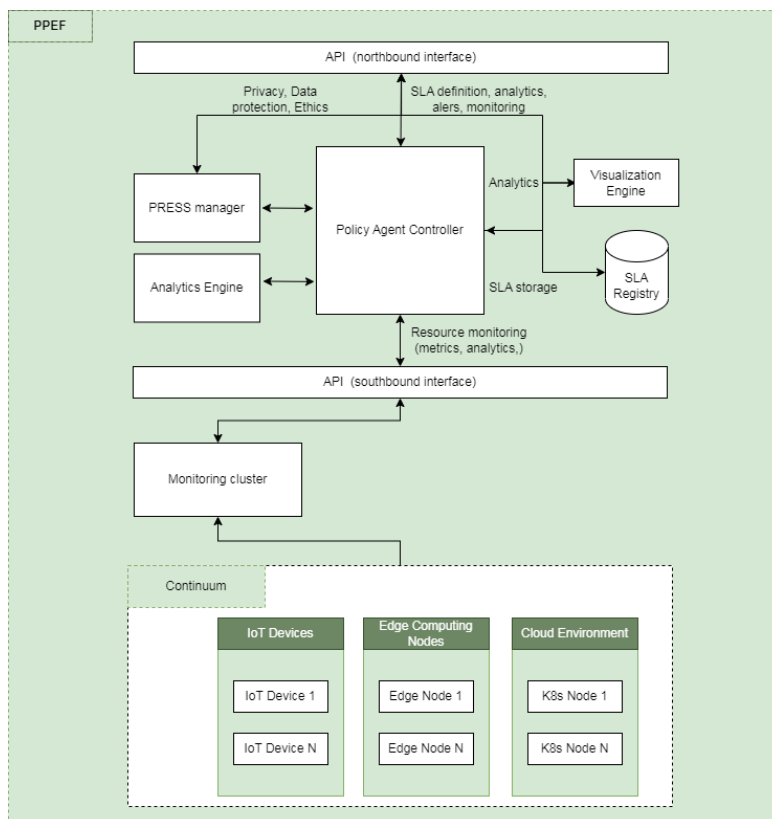 PPEF
API (northbound interface)
Privacy, Data
protection, Ethics
SLA definition, analytics,
alers, monitoring
PRESS manager
Policy Agent Controller
Analytics
Visualization
Engine
Analytics Engine
SLA storage
SLA
Registry
Resource monitoring
(metrics, analytics,)
API (southbound interface)
Monitoring cluster
Continuum
IoT Devices
IoT Device 1
IoT Device N
Edge Computing
Nodes
Edge Node 1
Edge Node N
Cloud Environment
K8s Node 1
K8s Node N